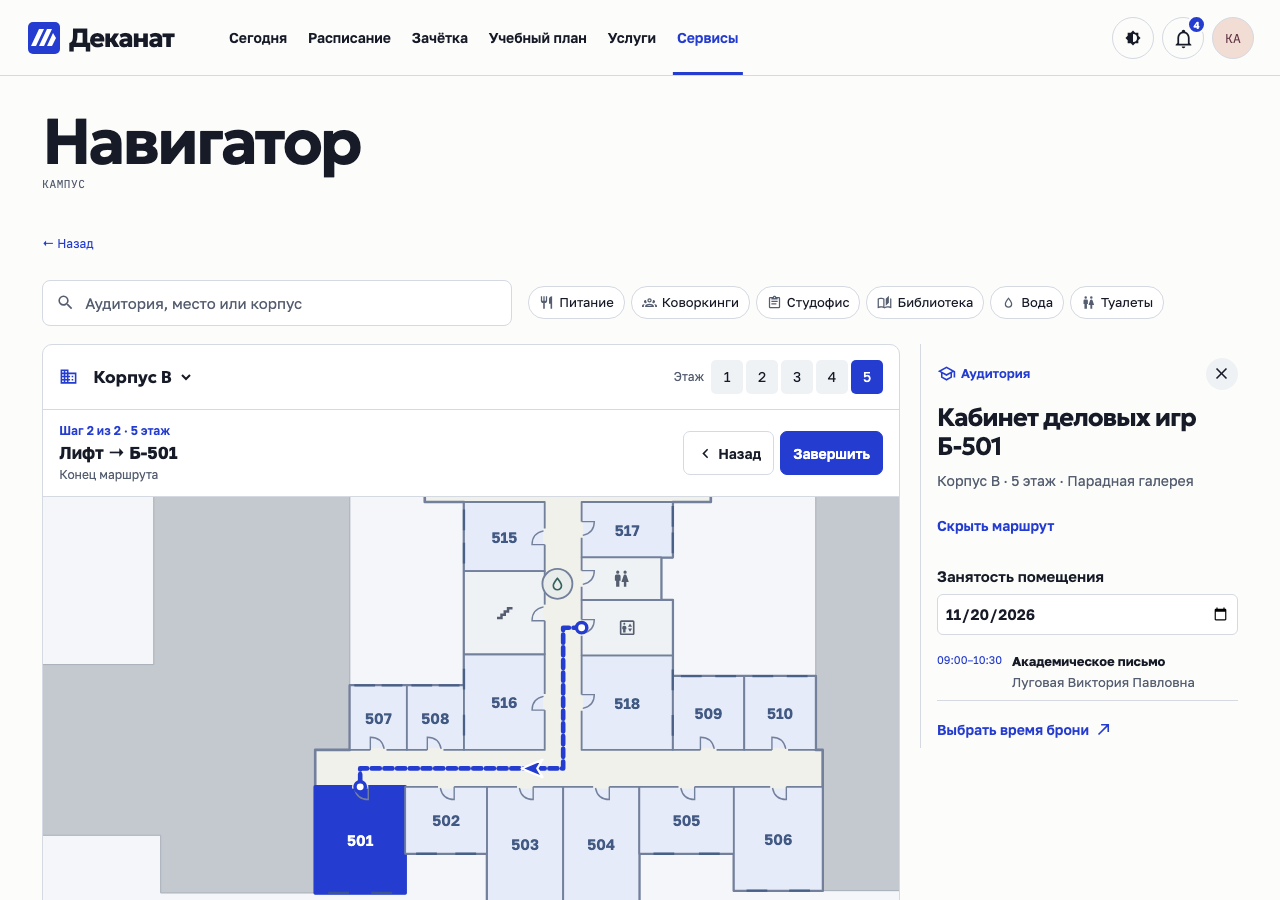 Деканат
Сегодня
Расписание
Зачётка
Учебный план
Услуги
Сервисы
4
КА
Навигатор
КАМПУС
← Назад
Аудитория, место или корпус
Питание
Коворкинги
Студофис
Библиотека
Вода
Туалеты
Корпус В
Этаж
1
2
3
4
5
Шаг 2 из 2 · 5 этаж
Лифт → Б-501
Конец маршрута
Назад
Завершить
515
517
516
518
507
508
509
510
501
502
503
504
505
506
Аудитория
Кабинет деловых игр
Б-501
Корпус В · 5 этаж · Парадная галерея
Скрыть маршрут
Занятость помещения
11/20/2026
09:00–10:30 Академическое письмо
Луговая Виктория Павловна
Выбрать время брони